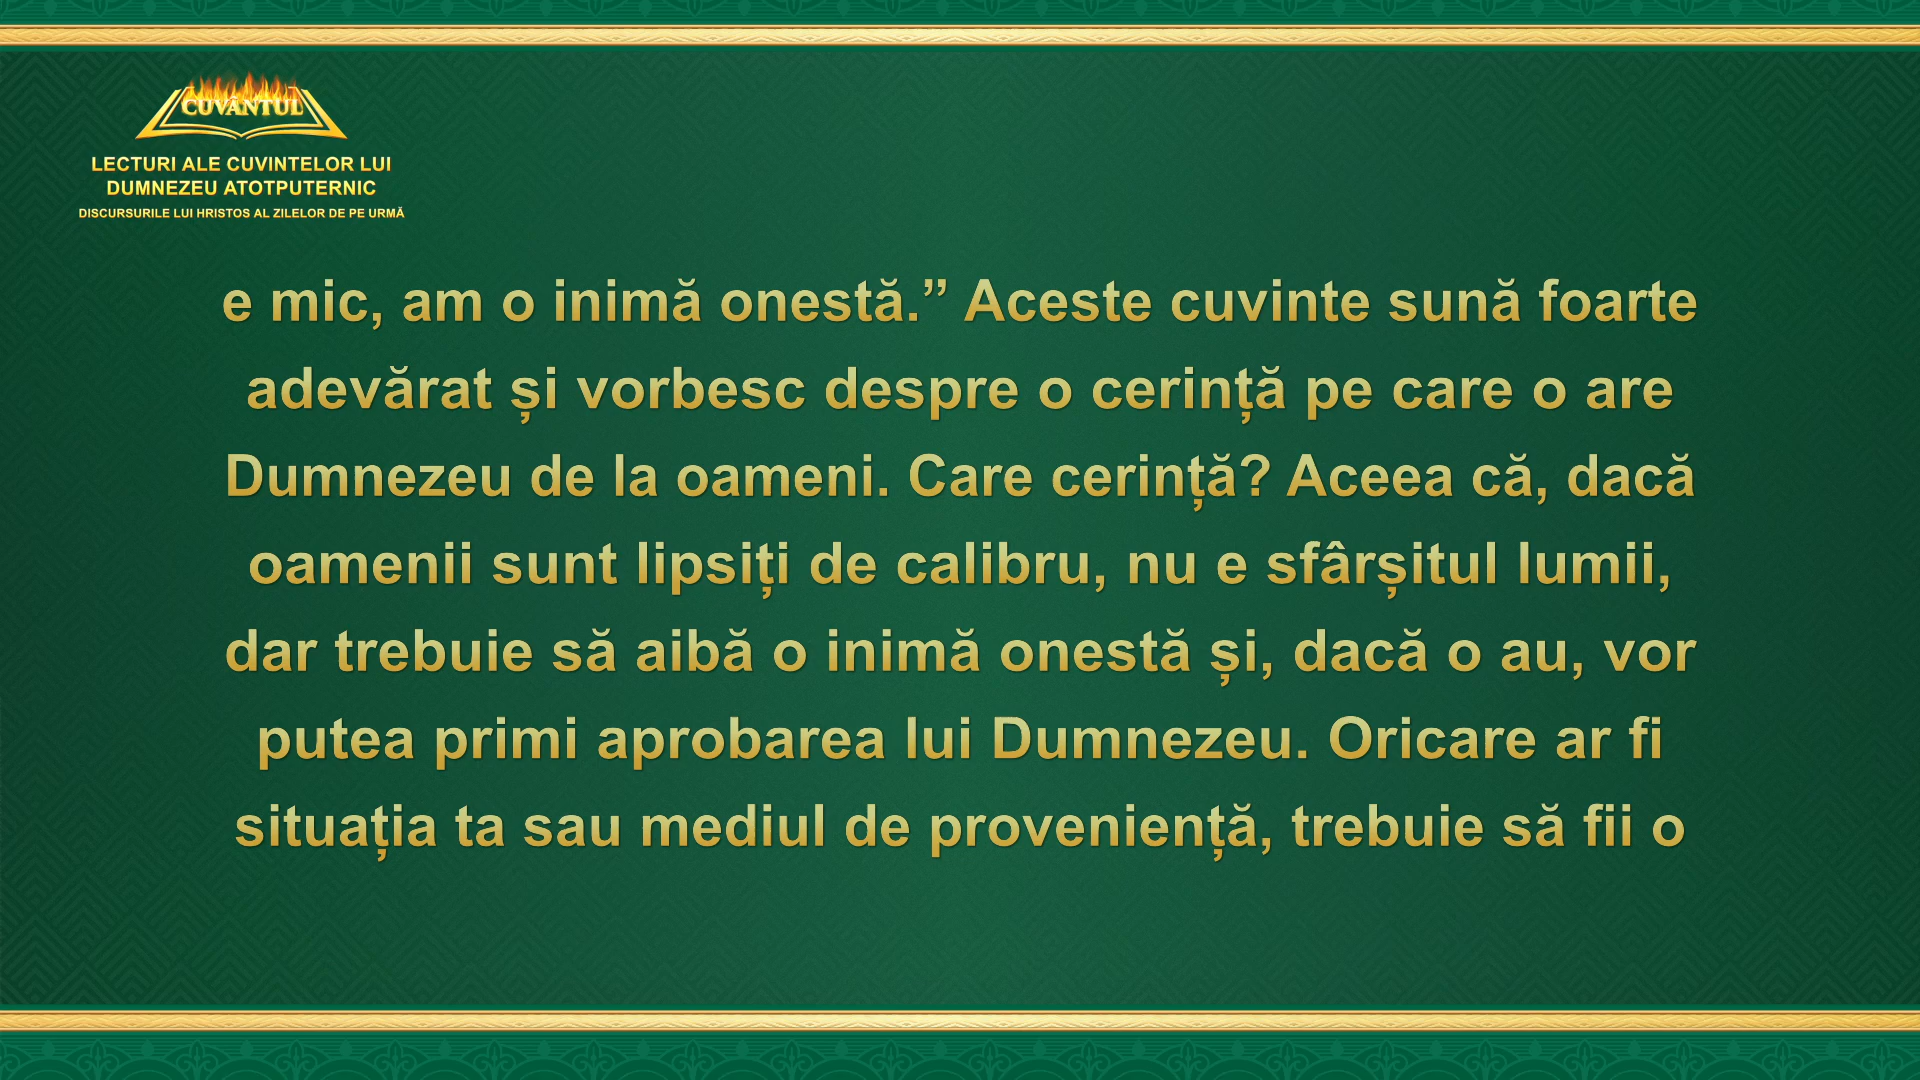 CUVÂNTUL
LECTURI ALE CUVINTELOR LUI
DUMNEZEU ATOTPUTERNIC
DISCURSURILE LUI HRISTOS AL ZILELOR DE PE URMĂ
e mic, am o inimă onestă.” Aceste cuvinte sună foarte
adevărat și vorbesc despre o cerință pe care o are
Dumnezeu de la oameni. Care cerință? Aceea că, dacă
oamenii sunt lipsiți de calibru, nu e sfârșitul lumii,
dar trebuie să aibă o inimă onestă și, dacă o au, vor
putea primi aprobarea lui Dumnezeu. Oricare ar fi
situația ta sau mediul de proveniență, trebuie să fii o